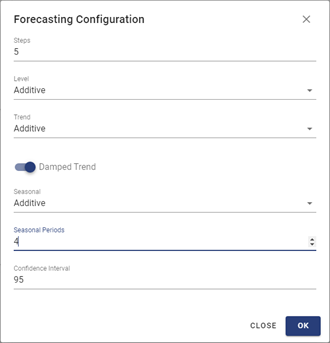 Forecasting Configuration
Steps
5
Level
Additive
Trend
Additive
Damped Trend
Seasonal
Additive
Seasonal Periods
4
Confidence Interval
95
CLOSE OK